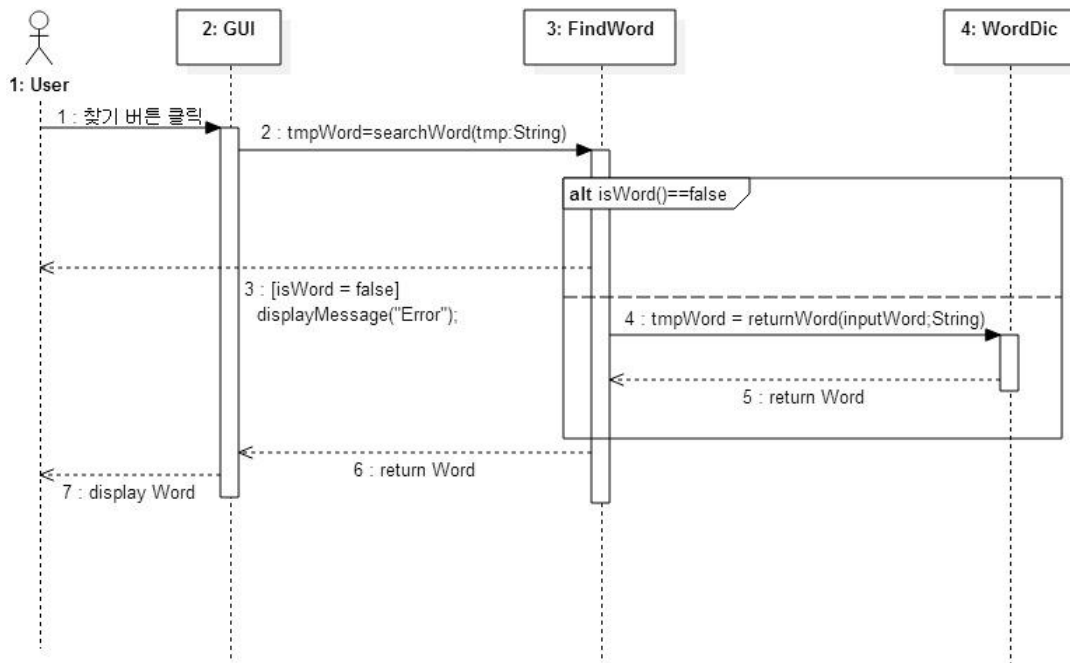 2: GUI
3: FindWord
4: WordDic
1: User
1 : 찾기 버튼 클릭
2 : tmpWord=searchWord(tmp:String)
alt isWord()==false
3 : [isWord = false]
displayMessage("Error");
4 : tmpWord = returnWord(inputWord;String)
5 : return Word
6 : return Word
7 : display Word